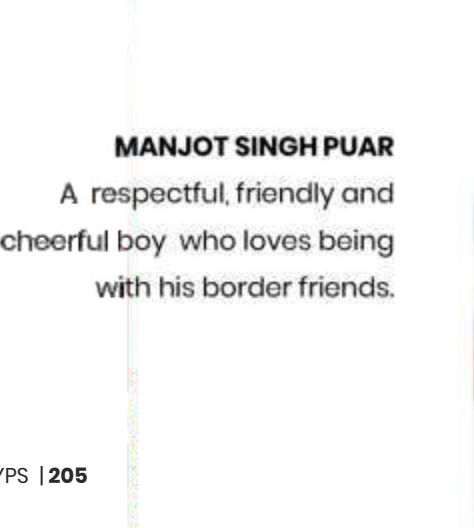 MANJOT SINGH PUAR
A respectful, friendly and
cheerful boy who loves being
with his border friends.
YPS | 205